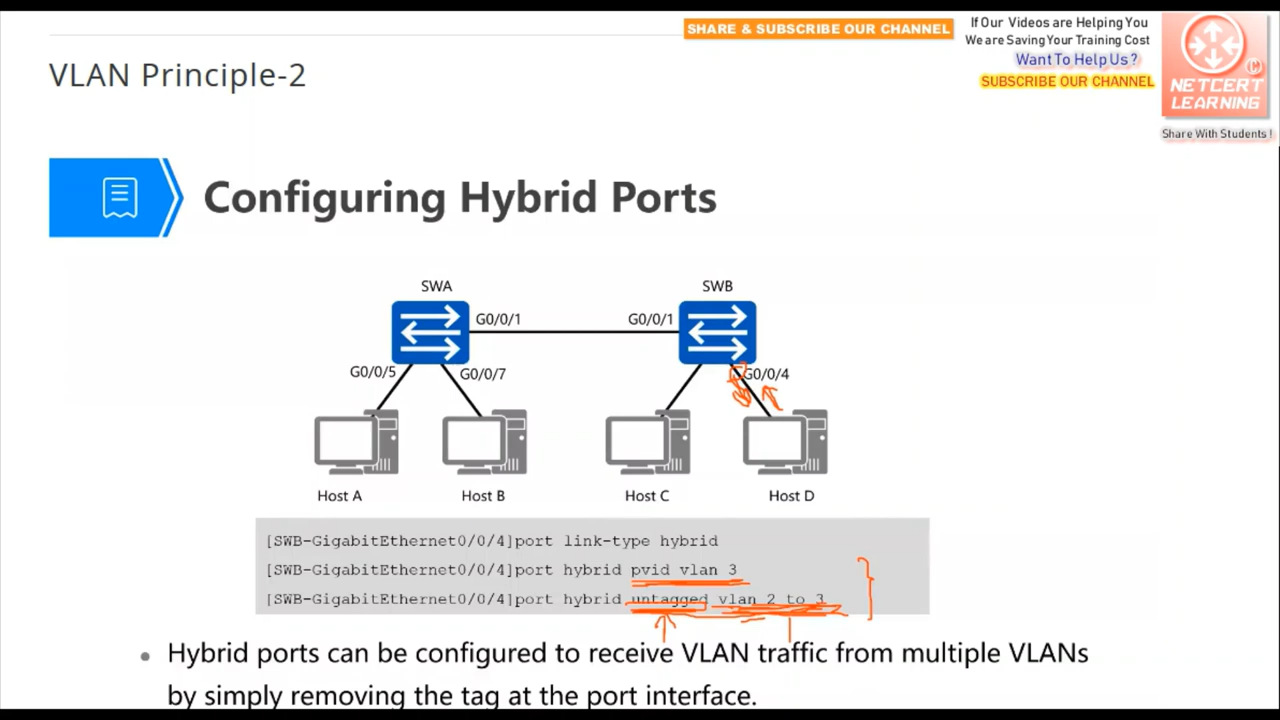 SHARE & SUBSCRIBE OUR CHANNEL
If Our Videos are Helping You
We are Saving Your Training Cost
Want To Help Us ?
SUBSCRIBE OUR CHANNEL
C
NETCERT
LEARNING
Share With Students !
VLAN Principle-2
Configuring Hybrid Ports
SWA
SWB
G0/0/1
G0/0/1
G0/0/5
G0/0/7
G0/0/4
Host A
Host B
Host C
Host D
[SWB-GigabitEthernet0/0/4]port link-type hybrid
[SWB-GigabitEthernet0/0/4]port hybrid pvid vlan 3
[SWB-GigabitEthernet0/0/4]port hybrid untagged vlan 2 to 3
• Hybrid ports can be configured to receive VLAN traffic from multiple VLANs
by simply removing the tag at the port interface.